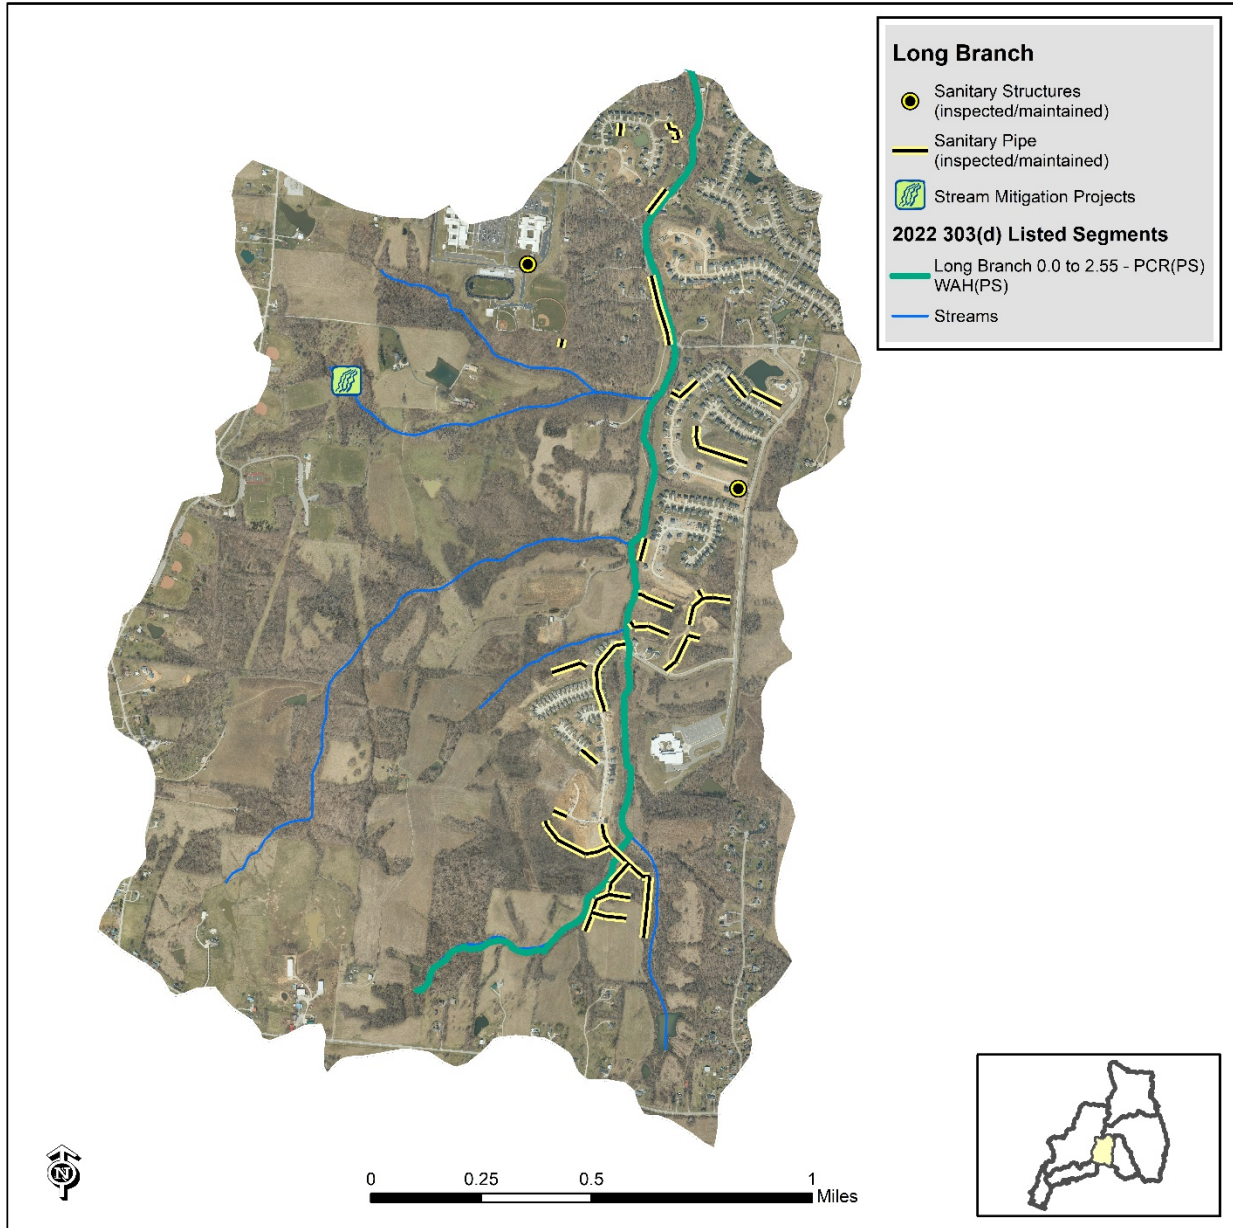 Long Branch
Sanitary Structures
(inspected/maintained)
Sanitary Pipe
(inspected/maintained)
Stream Mitigation Projects
2022 303(d) Listed Segments
Long Branch 0.0 to 2.55 - PCR(PS)
WAH(PS)
Streams
N
0 0.25 0.5 1
Miles